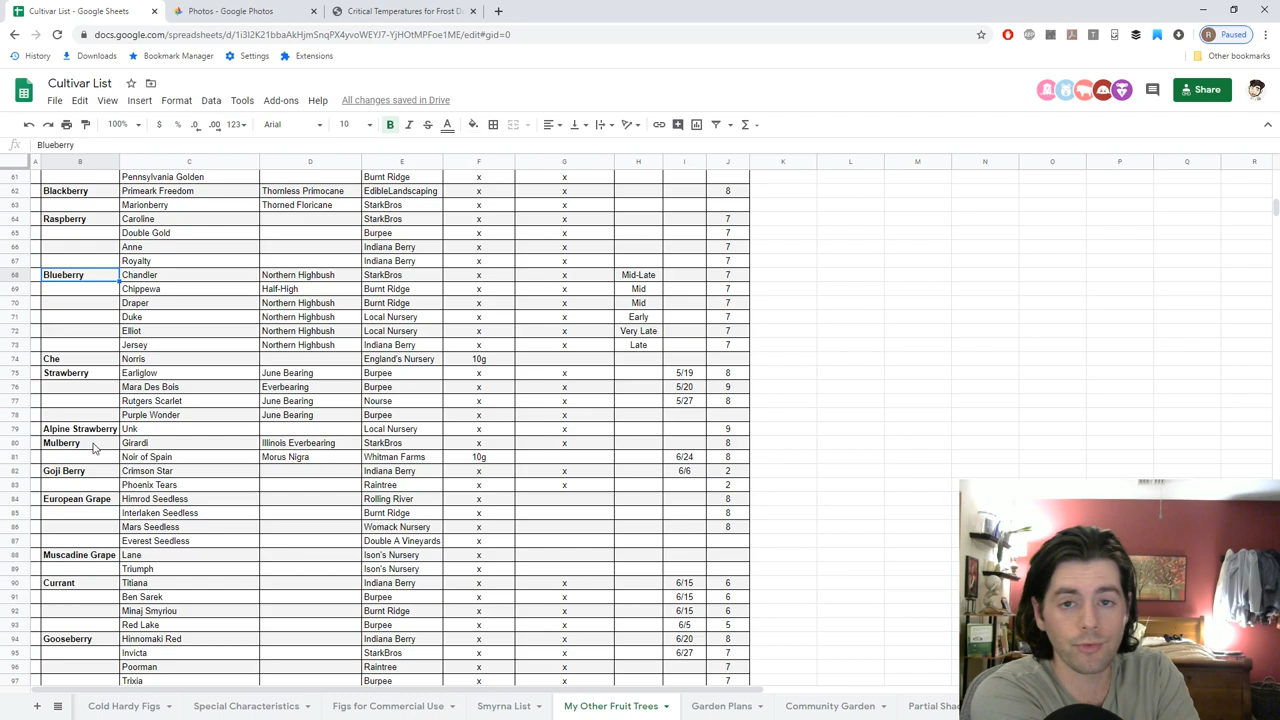 Cultivar List - Google Sheets
Photos - Google Photos
Critical Temperatures for Frost D
docs.google.com/spreadsheets/d/1i3l2K21bbaAkHjmSnqPX4yvoWEYJ7-YjHOtMPFoe1ME/edit#gid=0
R Paused
History Downloads Bookmark Manager Settings Extensions Other bookmarks
Cultivar List
File Edit View Insert Format Data Tools Add-ons Help All changes saved in Drive
Share
100% $ % .0 .00 123 Arial 10 B I S A
fx Blueberry
A B C D E F G H I J K L M N O P Q R
61 Pennsylvania Golden Burnt Ridge x x
62 Blackberry Primeark Freedom Thornless Primocane EdibleLandscaping x x 8
63 Marionberry Thorned Floricane StarkBros x x
64 Raspberry Caroline StarkBros x x 7
65 Double Gold Burpee x x 7
66 Anne Indiana Berry x x 7
67 Royalty Indiana Berry x x 7
68 Blueberry Chandler Northern Highbush StarkBros x x Mid-Late 7
69 Chippewa Half-High Burnt Ridge x x Mid 7
70 Draper Northern Highbush Burnt Ridge x x Mid 7
71 Duke Northern Highbush Local Nursery x x Early 7
72 Elliot Northern Highbush Local Nursery x x Very Late 7
73 Jersey Northern Highbush Local Nursery x x Late 7
74 Che Norris England's Nursery 10g
75 Strawberry Earliglow June Bearing Burpee x x 5/19 8
76 Mara Des Bois Everbearing Burpee x x 5/20 9
77 Rutgers Scarlet June Bearing Nourse x x 5/27 8
78 Purple Wonder June Bearing Burpee x x
79 Alpine Strawberry Unk Local Nursery x x 9
80 Mulberry Girardi Illinois Everbearing StarkBros x x 8
81 Noir of Spain Morus Nigra Whitman Farms 10g 6/24 8
82 Goji Berry Crimson Star Indiana Berry x x 6/6 2
83 Phoenix Tears Raintree x x 2
84 European Grape Himrod Seedless Rolling River x 8
85 Interlaken Seedless Burnt Ridge x 8
86 Mars Seedless Womack Nursery x 8
87 Everest Seedless Double A Vineyards x
88 Muscadine Grape Lane Ison's Nursery x
89 Triumph Ison's Nursery x
90 Currant Titiana Indiana Berry x x 6/15 6
91 Ben Sarek Burpee x x 6/15 6
92 Minaj Smyriou Burnt Ridge x x 6/15 6
93 Red Lake Burpee x x 6/5 5
94 Gooseberry Hinnomaki Red Indiana Berry x x 6/20 8
95 Invicta StarkBros x x 6/27 7
96 Poorman Raintree x x 7
97 Trixia Burpee x x 7
Cold Hardy Figs Special Characteristics Figs for Commercial Use Smyrna List My Other Fruit Trees Garden Plans Community Garden Partial Sha